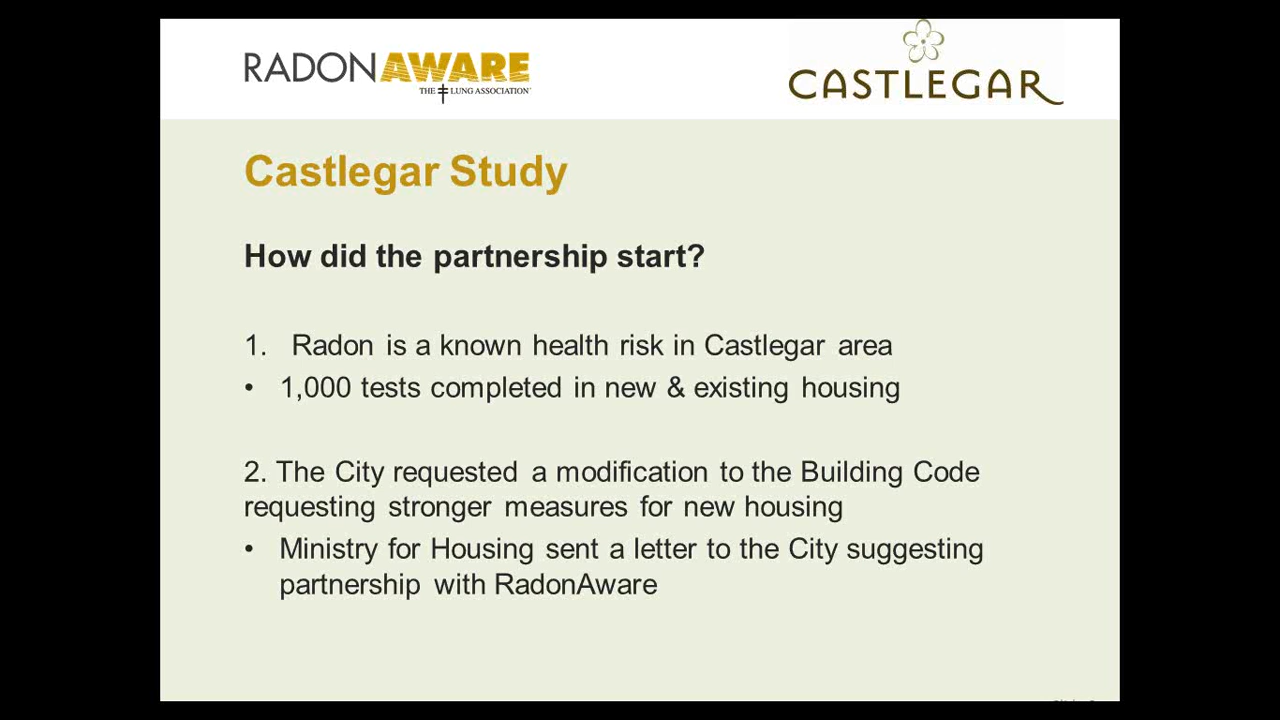 RADONAWARE
THE LUNG ASSOCIATION
CASTLEGAR
Castlegar Study
How did the partnership start?
1. Radon is a known health risk in Castlegar area
• 1,000 tests completed in new & existing housing
2. The City requested a modification to the Building Code
requesting stronger measures for new housing
• Ministry for Housing sent a letter to the City suggesting
partnership with RadonAware